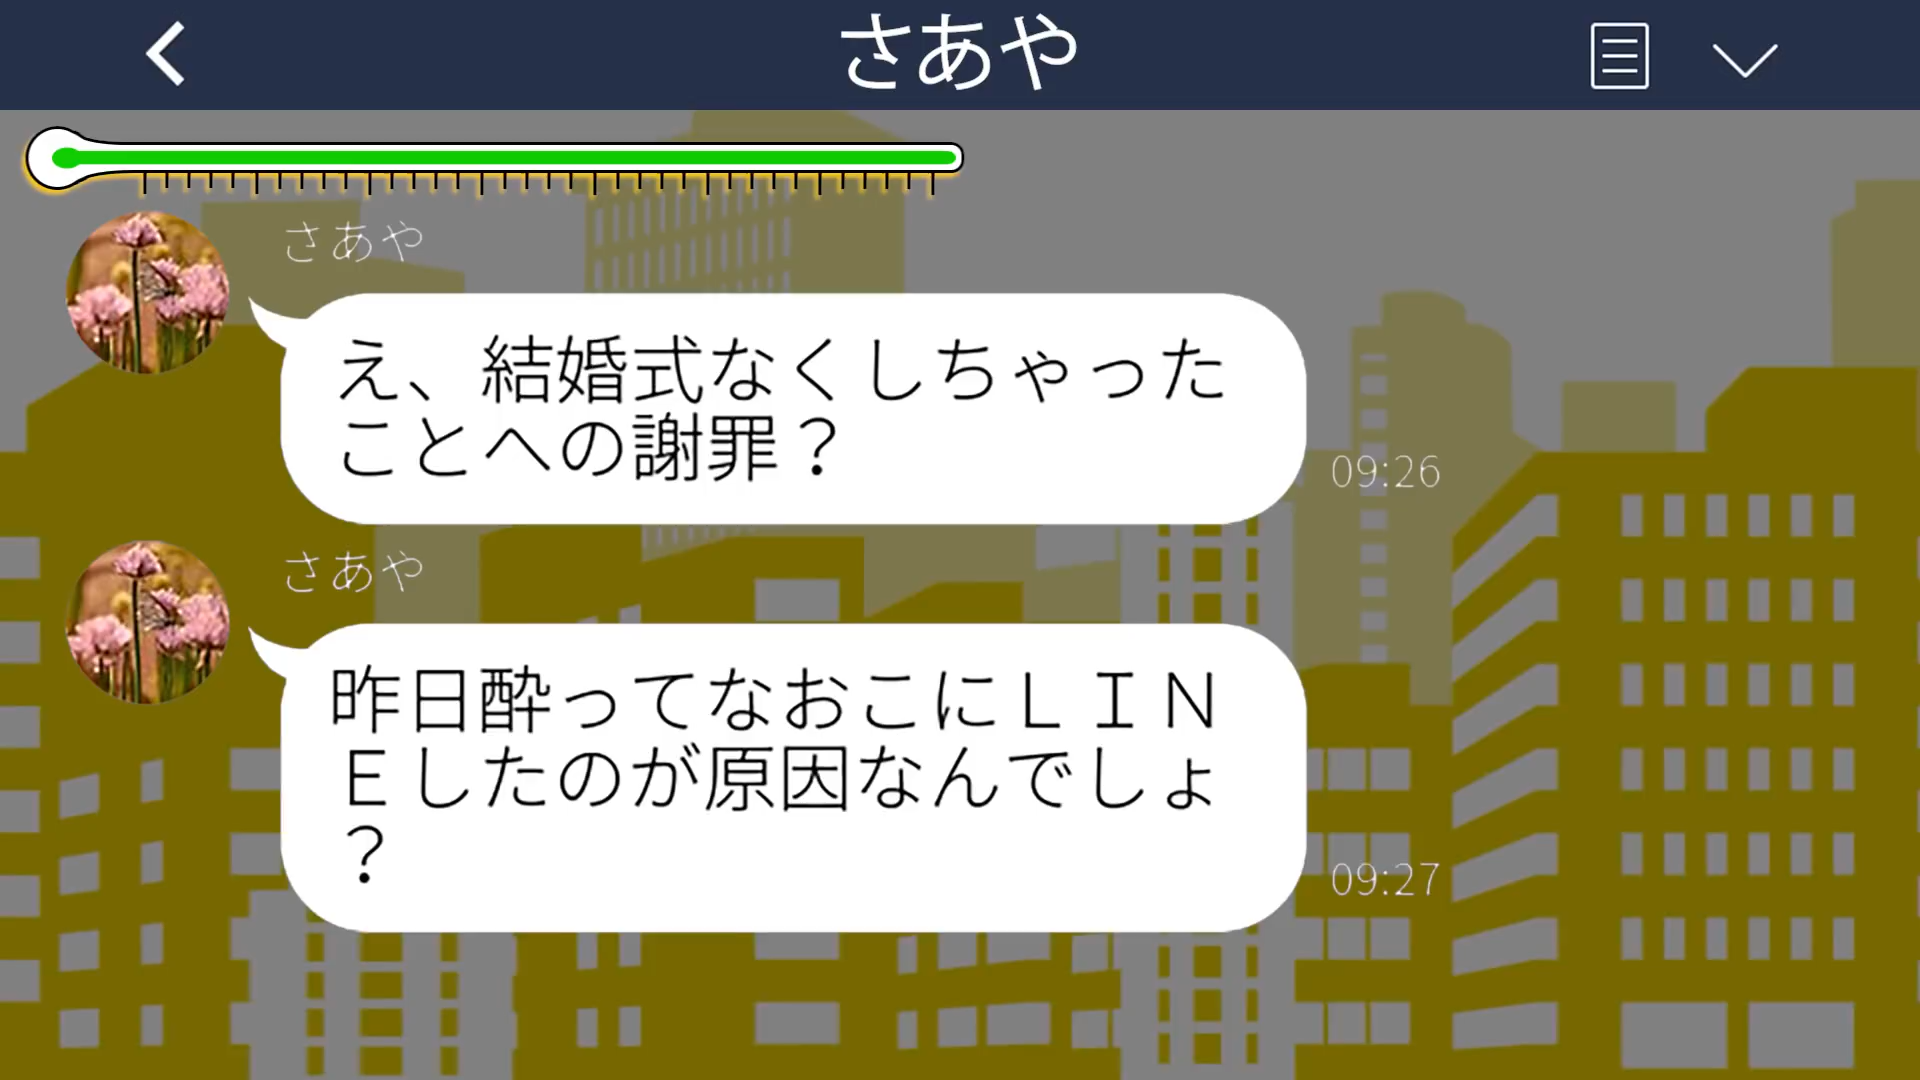 さあや
さあや
え、結婚式なくしちゃった
ことへの謝罪？
09:26
さあや
昨日酔ってなおこにＬＩＮ
Ｅしたのが原因なんでしょ
？
09:27